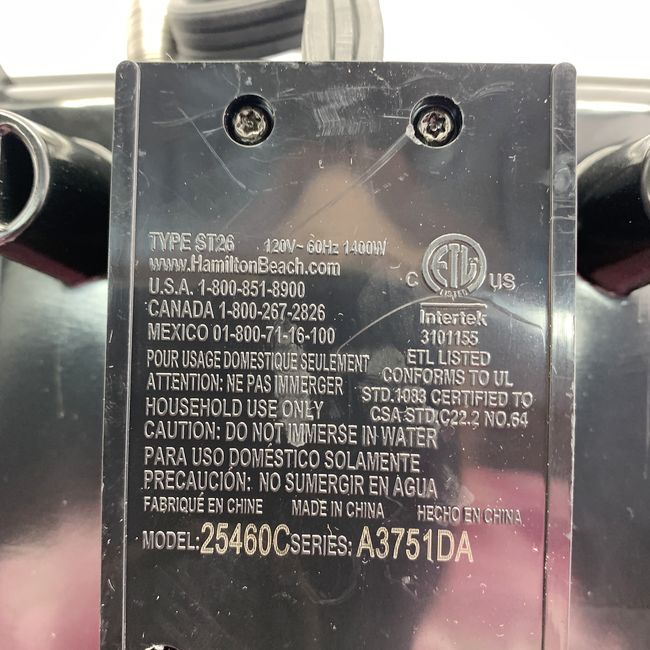 TYPE ST26 120V~ 60Hz 1400W
www.HamiltonBeach.com
U.S.A. 1-800-851-8900
CANADA 1-800-267-2826
MEXICO 01-800-71-16-100
POUR USAGE DOMESTIQUE SEULEMENT
ATTENTION: NE PAS IMMERGER
HOUSEHOLD USE ONLY
CAUTION: DO NOT IMMERSE IN WATER
PARA USO DOMÉSTICO SOLAMENTE
PRECAUCIÓN: NO SUMERGIR EN AGUA
C ETL US
LISTED
Intertek
3101155
ETL LISTED
CONFORMS TO UL
STD.1083 CERTIFIED TO
CSA STD.C22.2 NO.64
FABRIQUÉ EN CHINE MADE IN CHINA HECHO EN CHINA
MODEL: 25460C SERIES: A3751DA